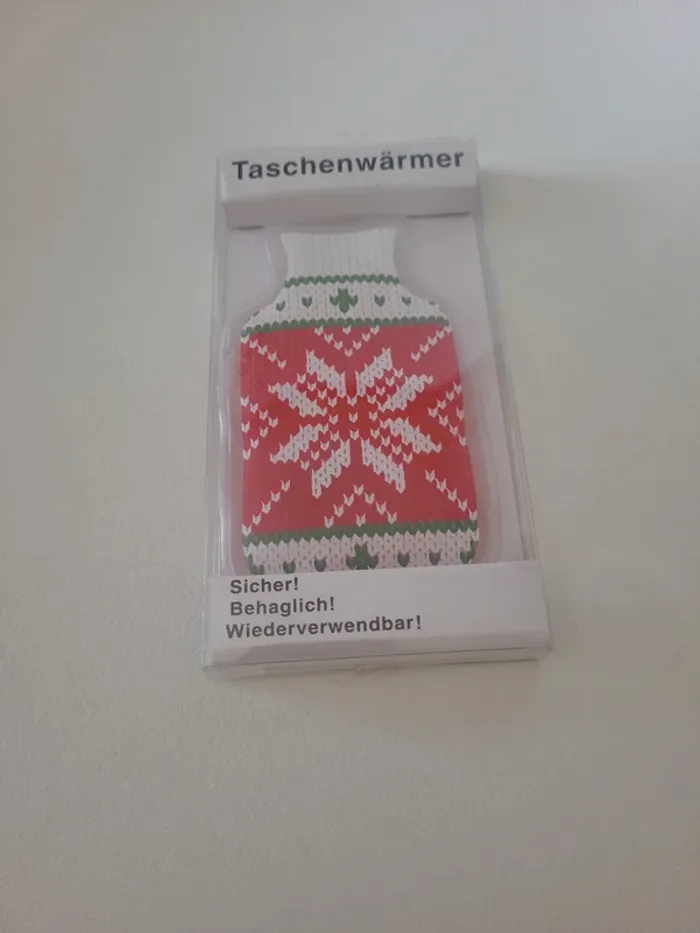 Taschenwärmer
Sicher!
Behaglich!
Wiederverwendbar!